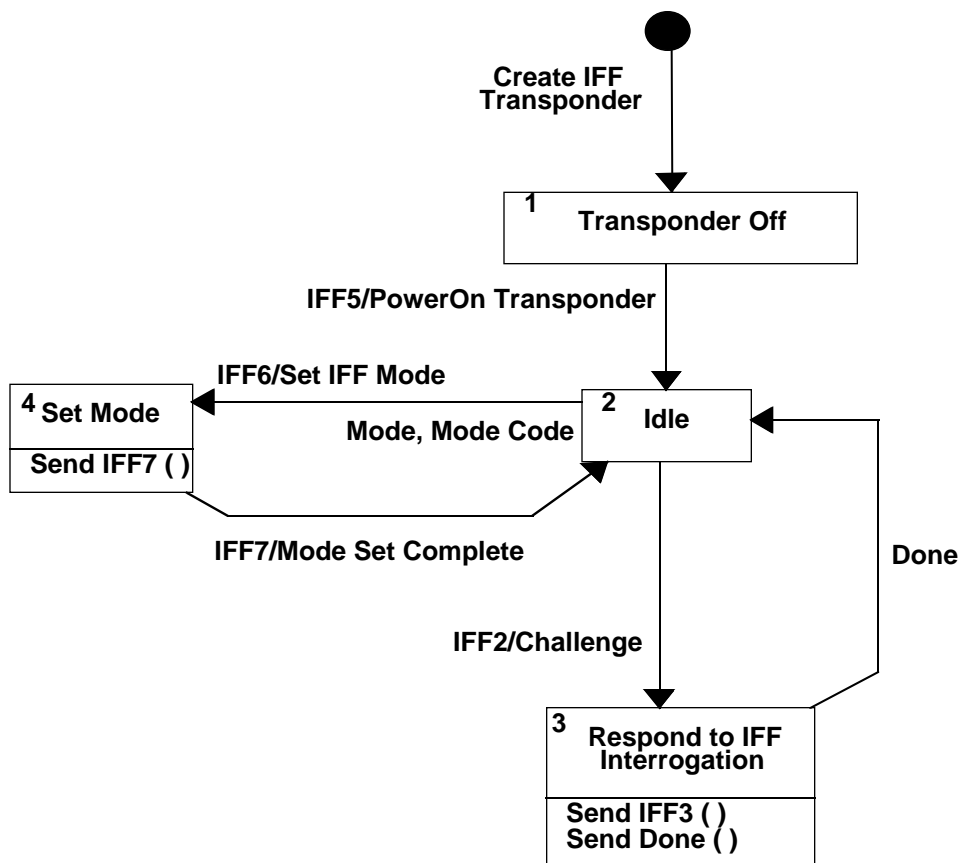 Create IFF
Transponder
1
Transponder Off
IFF5/PowerOn Transponder
IFF6/Set IFF Mode
4 Set Mode
2 Idle
Mode, Mode Code
Send IFF7 ( )
IFF7/Mode Set Complete
Done
IFF2/Challenge
3
Respond to IFF
Interrogation
Send IFF3 ( )
Send Done ( )